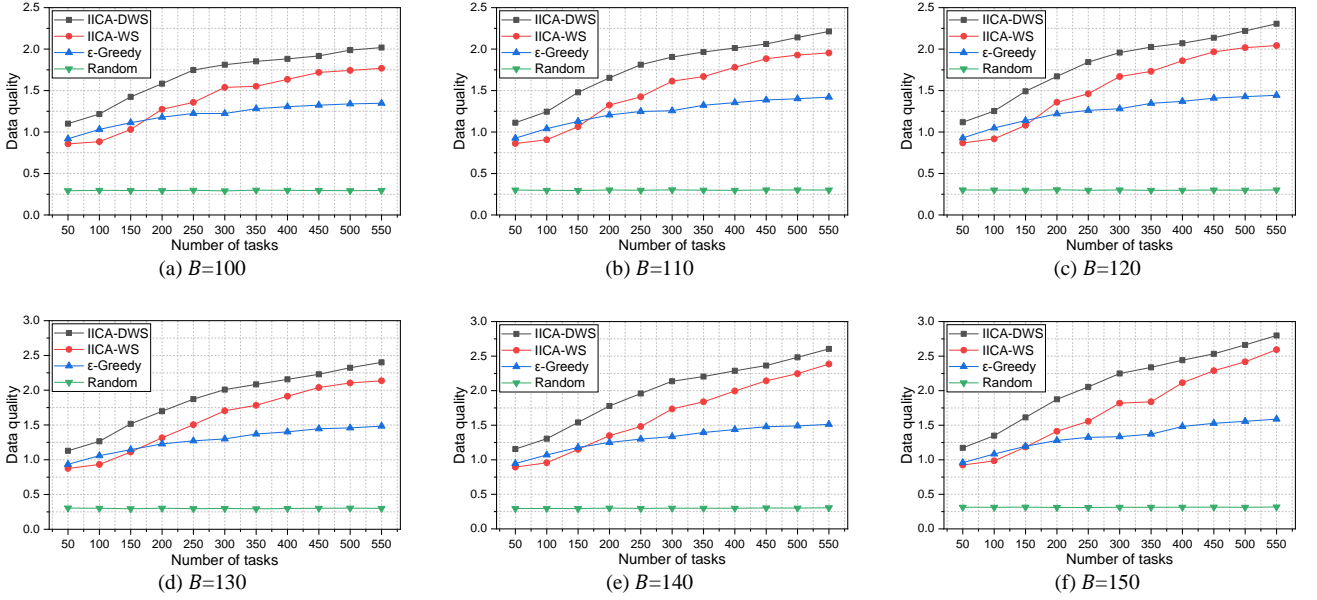 IICA-DWS
IICA-WS
ε-Greedy
Random
Data quality
2.5
2.0
1.5
1.0
0.5
0.0
50 100 150 200 250 300 350 400 450 500 550
Number of tasks
(a) B=100
IICA-DWS
IICA-WS
ε-Greedy
Random
Data quality
2.5
2.0
1.5
1.0
0.5
0.0
50 100 150 200 250 300 350 400 450 500 550
Number of tasks
(b) B=110
IICA-DWS
IICA-WS
ε-Greedy
Random
Data quality
2.5
2.0
1.5
1.0
0.5
0.0
50 100 150 200 250 300 350 400 450 500 550
Number of tasks
(c) B=120
IICA-DWS
IICA-WS
ε-Greedy
Random
Data quality
3.0
2.5
2.0
1.5
1.0
0.5
0.0
50 100 150 200 250 300 350 400 450 500 550
Number of tasks
(d) B=130
IICA-DWS
IICA-WS
ε-Greedy
Random
Data quality
3.0
2.5
2.0
1.5
1.0
0.5
0.0
50 100 150 200 250 300 350 400 450 500 550
Number of tasks
(e) B=140
IICA-DWS
IICA-WS
ε-Greedy
Random
Data quality
3.0
2.5
2.0
1.5
1.0
0.5
0.0
50 100 150 200 250 300 350 400 450 500 550
Number of tasks
(f) B=150